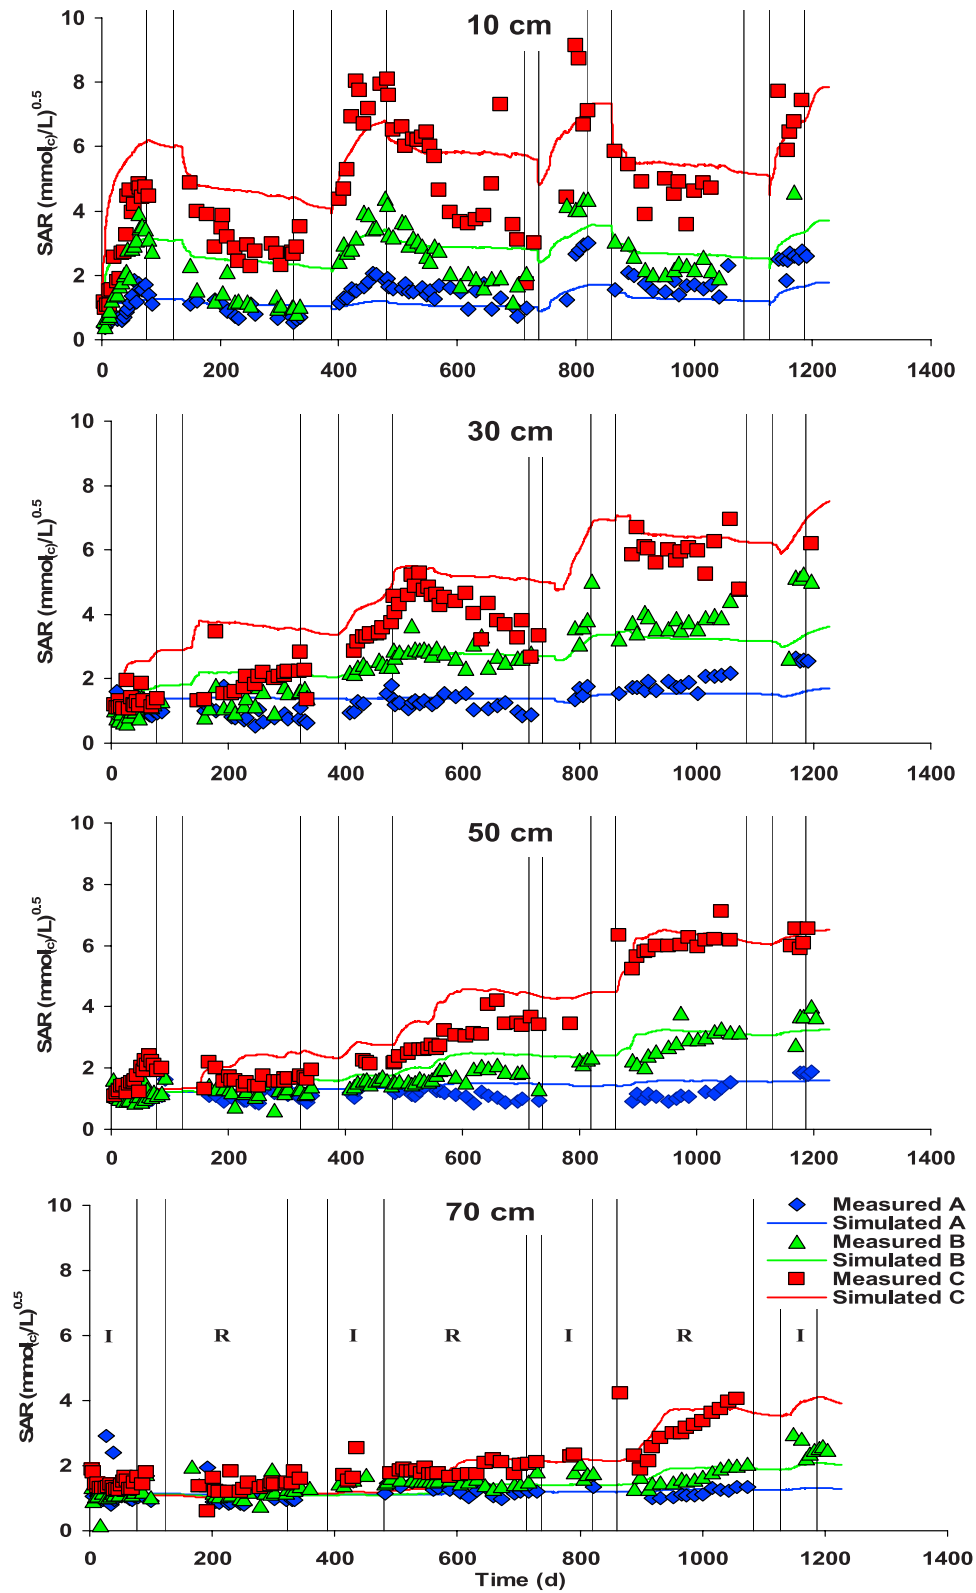 10 cm
SAR (mmol(c)/L)0.5
10
8
6
4
2
0
0 200 400 600 800 1000 1200 1400
30 cm
SAR (mmol(c)/L)0.5
10
8
6
4
2
0
0 200 400 600 800 1000 1200 1400
50 cm
SAR (mmol(c)/L)0.5
10
8
6
4
2
0
0 200 400 600 800 1000 1200 1400
70 cm
SAR (mmol(c)/L)0.5
10
8
6
4
2
0
Measured A
Simulated A
Measured B
Simulated B
Measured C
Simulated C
I R I R I R I
0 200 400 600 800 1000 1200 1400
Time (d)